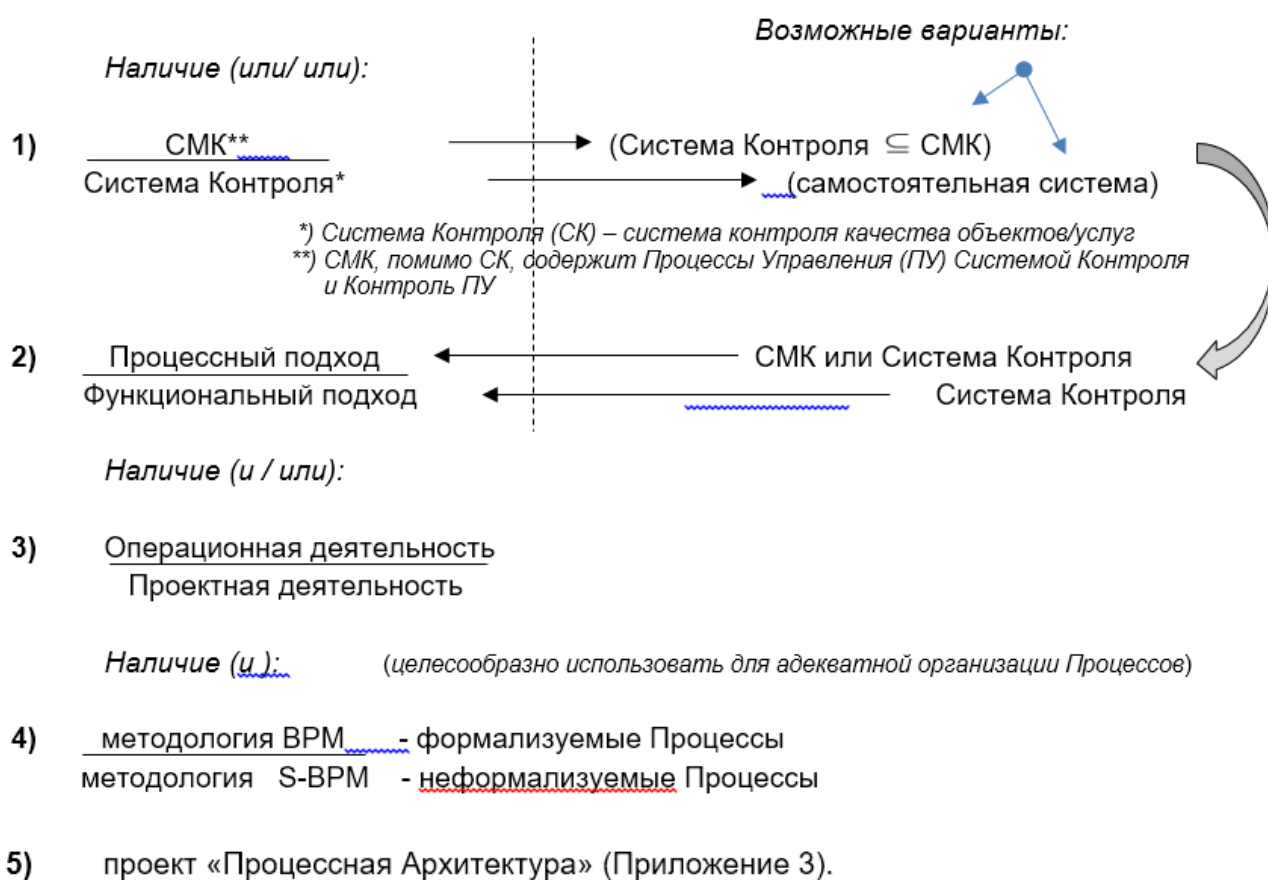 Возможные варианты:
Наличие (или/ или):
1) СМК** (Система Контроля ⊆ СМК)
Система Контроля* (самостоятельная система)
*) Система Контроля (СК) – система контроля качества объектов/услуг
**) СМК, помимо СК, содержит Процессы Управления (ПУ) Системой Контроля
и Контроль ПУ
2) Процессный подход СМК или Система Контроля
Функциональный подход Система Контроля
Наличие (и / или):
3) Операционная деятельность
Проектная деятельность
Наличие (и ): (целесообразно использовать для адекватной организации Процессов)
4) методология BPM - формализуемые Процессы
методология S-BPM - неформализуемые Процессы
5) проект «Процессная Архитектура» (Приложение 3).